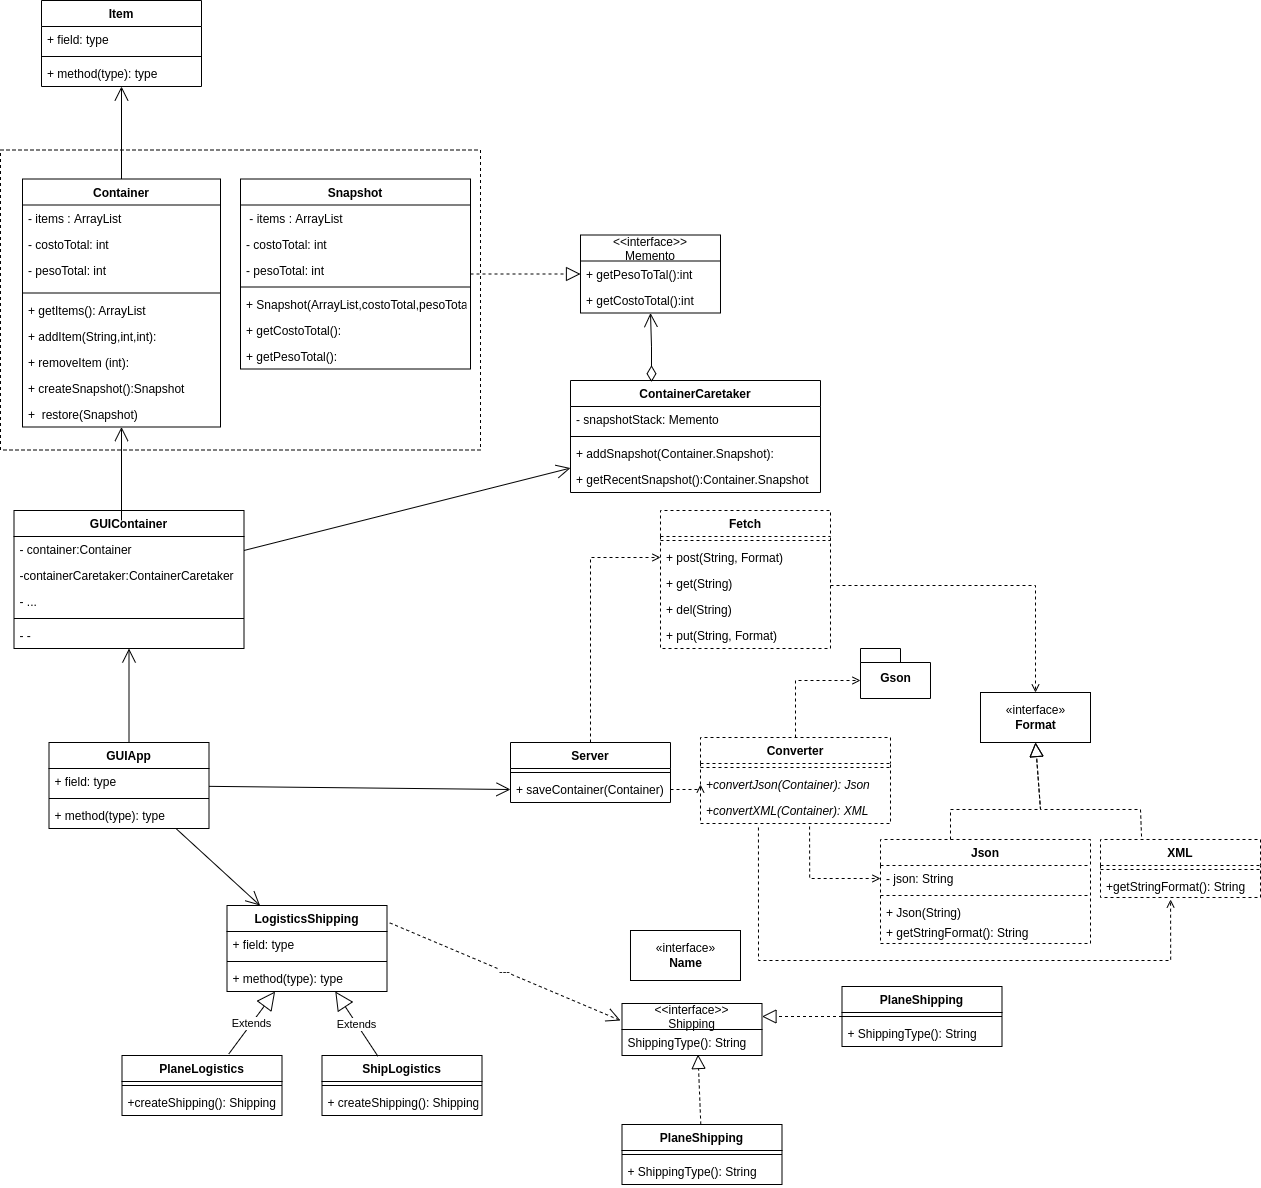 Item
+ field: type
+ method(type): type
Container
- items : ArrayList
- costoTotal: int
- pesoTotal: int
+ getItems(): ArrayList
+ addItem(String,int,int):
+ removeItem (int):
+ createSnapshot():Snapshot
+  restore(Snapshot)
Snapshot
- items : ArrayList
- costoTotal: int
- pesoTotal: int
+ Snapshot(ArrayList,costoTotal,pesoTota
+ getCostoTotal():
+ getPesoTotal():
<<interface>>
Memento
+ getPesoToTal():int
+ getCostoTotal():int
ContainerCaretaker
- snapshotStack: Memento
+ addSnapshot(Container.Snapshot):
+ getRecentSnapshot():Container.Snapshot
GUIContainer
- container:Container
-containerCaretaker:ContainerCaretaker
- ...
- -
Fetch
+ post(String, Format)
+ get(String)
+ del(String)
+ put(String, Format)
Gson
«interface»
Format
GUIApp
+ field: type
+ method(type): type
Server
+ saveContainer(Container)
Converter
+convertJson(Container): Json
+convertXML(Container): XML
Json
- json: String
+ Json(String)
+ getStringFormat(): String
XML
+getStringFormat(): String
LogisticsShipping
+ field: type
+ method(type): type
Extends
Extends
PlaneLogistics
+createShipping(): Shipping
ShipLogistics
+ createShipping(): Shipping
«interface»
Name
<<interface>>
Shipping
ShippingType(): String
PlaneShipping
+ ShippingType(): String
PlaneShipping
+ ShippingType(): String